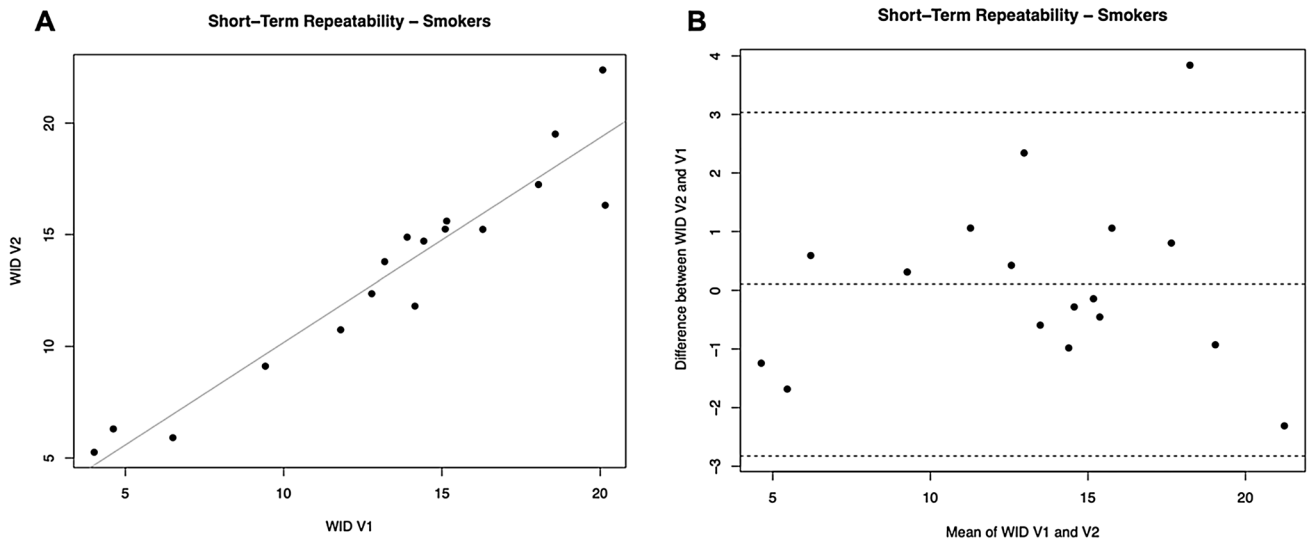 A
Short–Term Repeatability – Smokers
WID V2
20
15
10
5
5 10 15 20
WID V1
B
Short–Term Repeatability – Smokers
Difference between WID V2 and V1
4
3
2
1
0
–1
–2
–3
5 10 15 20
Mean of WID V1 and V2